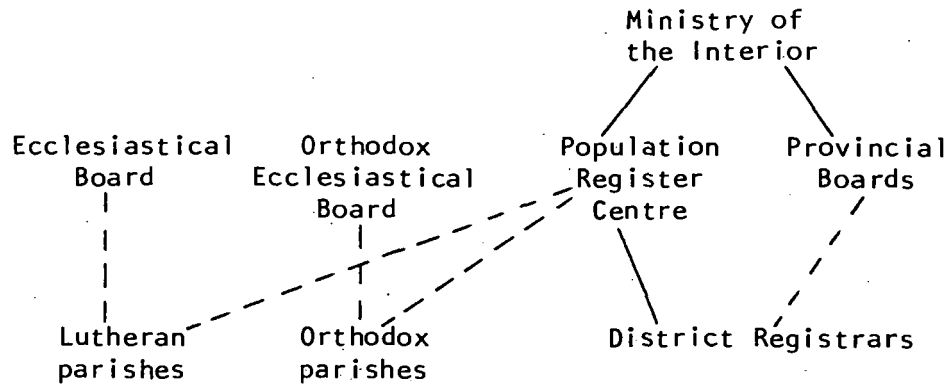 Ministry of
the Interior
Ecclesiastical
Board
Orthodox
Ecclesiastical
Board
Population
Register
Centre
Provincial
Boards
Lutheran
parishes
Orthodox
parishes
District Registrars